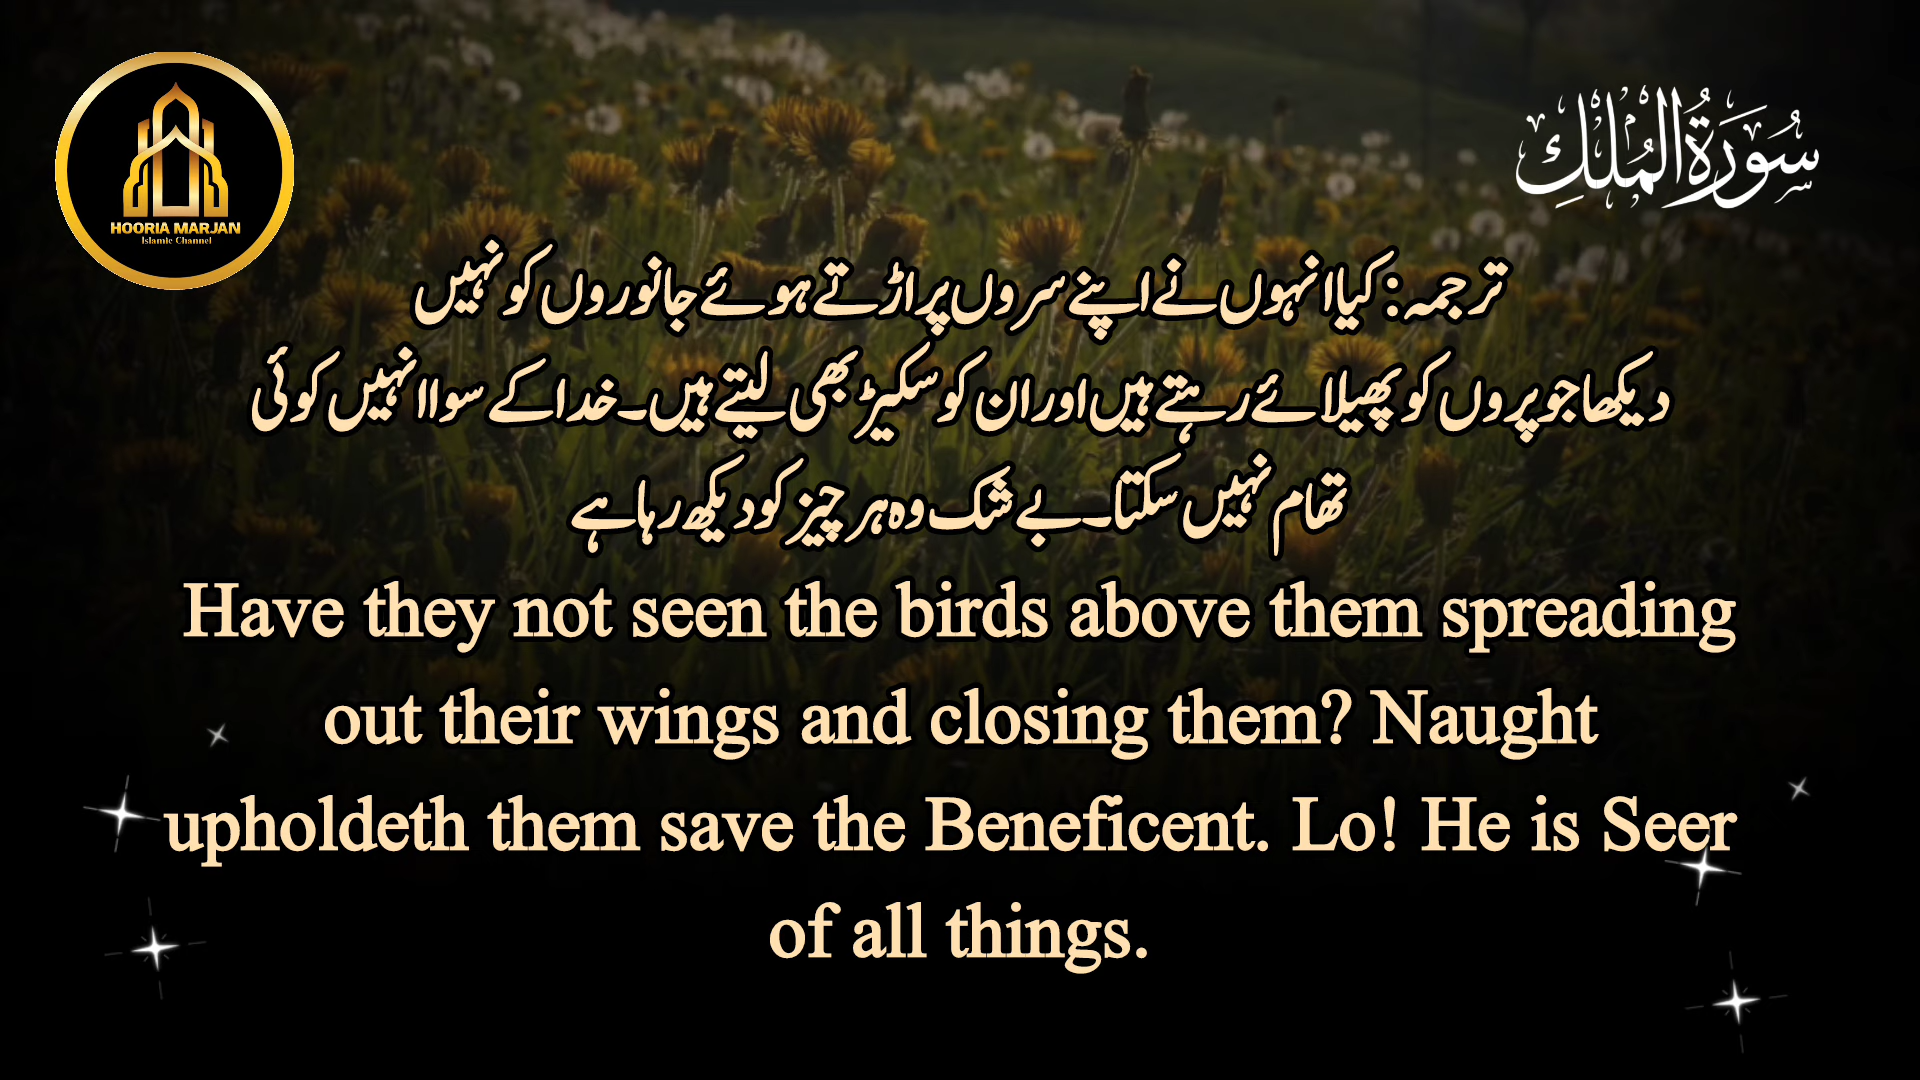 HOORIA MARJAN
Islamic Channel
سُورَةُ الْمُلْكِ
ترجمہ: کیا انہوں نے اپنے سروں پر اڑتے ہوئے جانوروں کو نہیں
دیکھا جو پروں کو پھیلائے رہتے ہیں اور ان کو سکیڑ بھی لیتے ہیں۔ خدا کے سوا انہیں کوئی
تھام نہیں سکتا۔ بے شک وہ ہر چیز کو دیکھ رہا ہے
Have they not seen the birds above them spreading
out their wings and closing them? Naught
upholdeth them save the Beneficent. Lo! He is Seer
of all things.